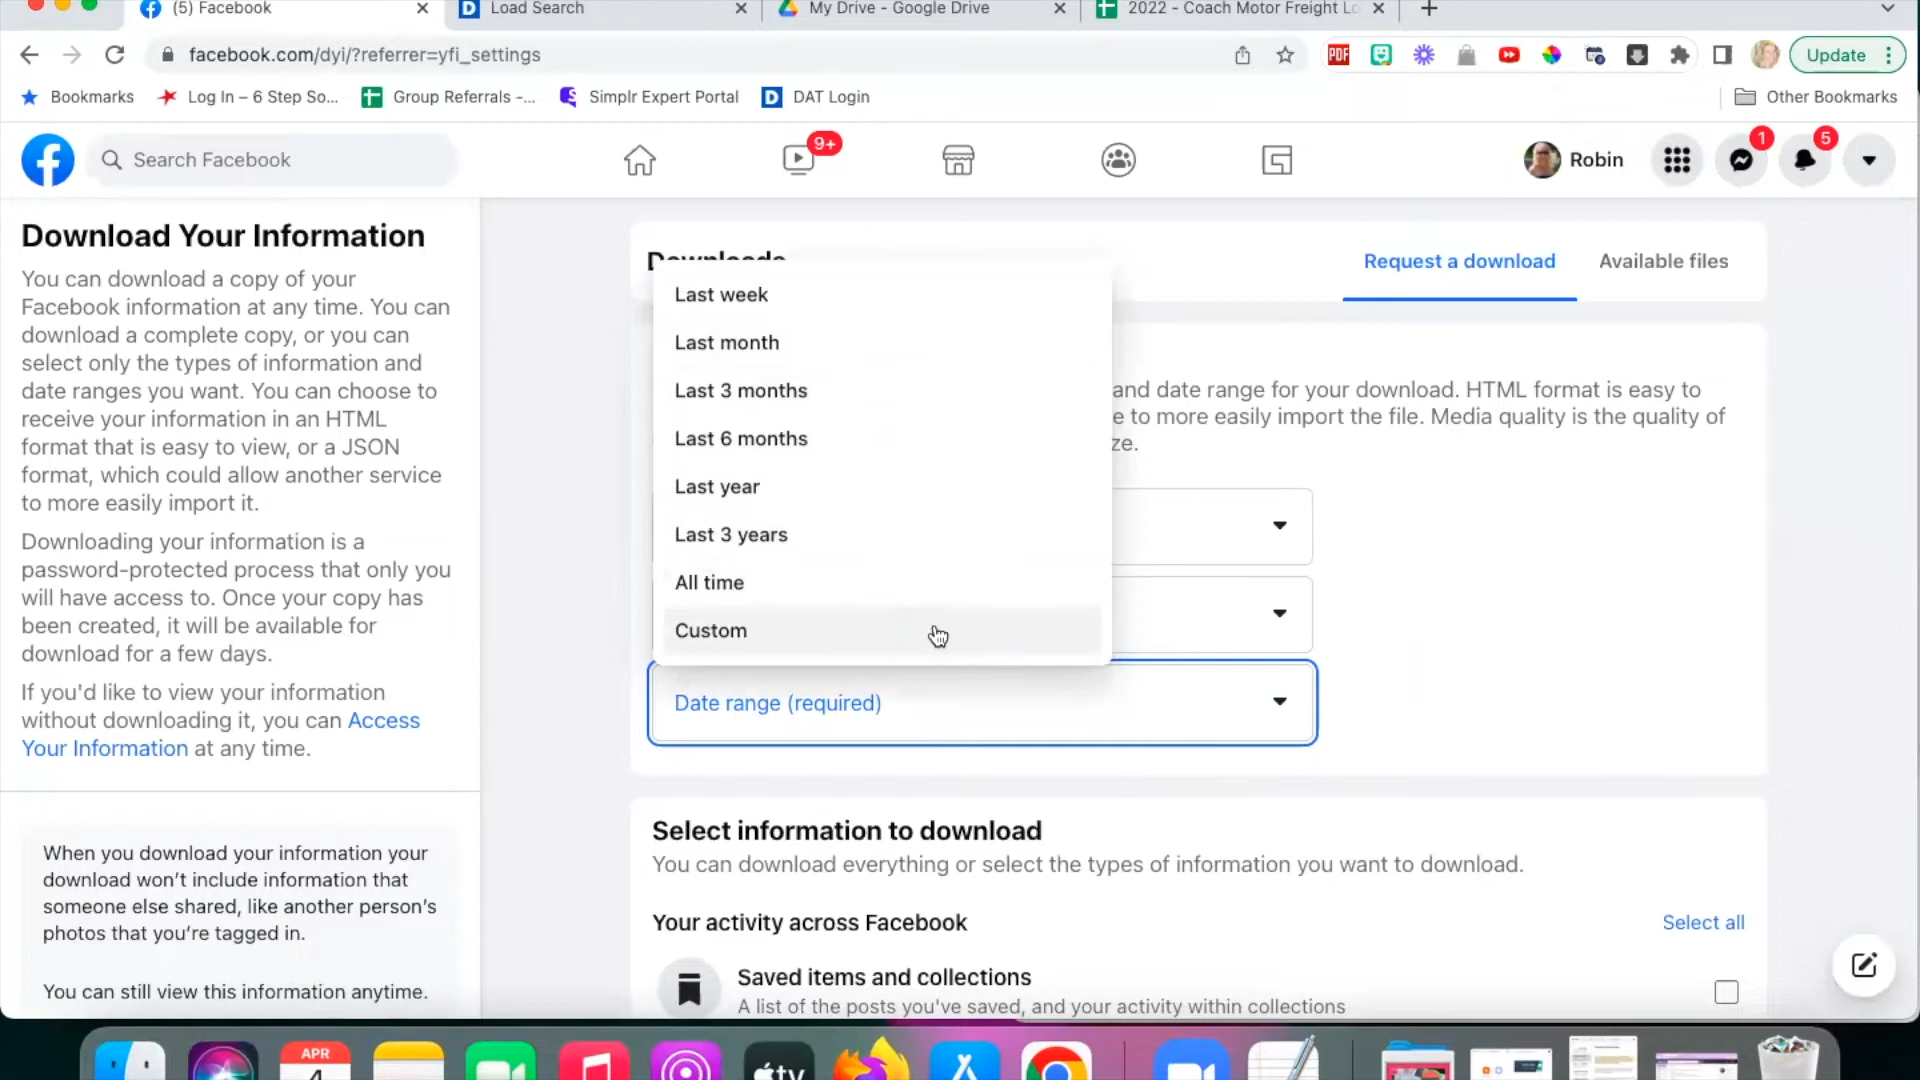 (5) Facebook
Load Search
My Drive - Google Drive
2022 - Coach Motor Freight Lo
facebook.com/dyi/?referrer=yfi_settings
PDF
Update
Bookmarks
Log In – 6 Step So...
Group Referrals -...
Simplr Expert Portal
DAT Login
Other Bookmarks
Search Facebook
9+
Robin
1
5
Download Your Information
You can download a copy of your
Facebook information at any time. You can
download a complete copy, or you can
select only the types of information and
date ranges you want. You can choose to
receive your information in an HTML
format that is easy to view, or a JSON
format, which could allow another service
to more easily import it.
Downloading your information is a
password-protected process that only you
will have access to. Once your copy has
been created, it will be available for
download for a few days.
If you'd like to view your information
without downloading it, you can Access
Your Information at any time.
When you download your information your
download won't include information that
someone else shared, like another person's
photos that you're tagged in.
You can still view this information anytime.
Downloads
Request a download
Available files
Last week
Last month
Last 3 months
Last 6 months
Last year
Last 3 years
All time
Custom
and date range for your download. HTML format is easy to
e to more easily import the file. Media quality is the quality of
ze.
Date range (required)
Select information to download
You can download everything or select the types of information you want to download.
Your activity across Facebook
Select all
Saved items and collections
A list of the posts you've saved, and your activity within collections
APR
4
tv